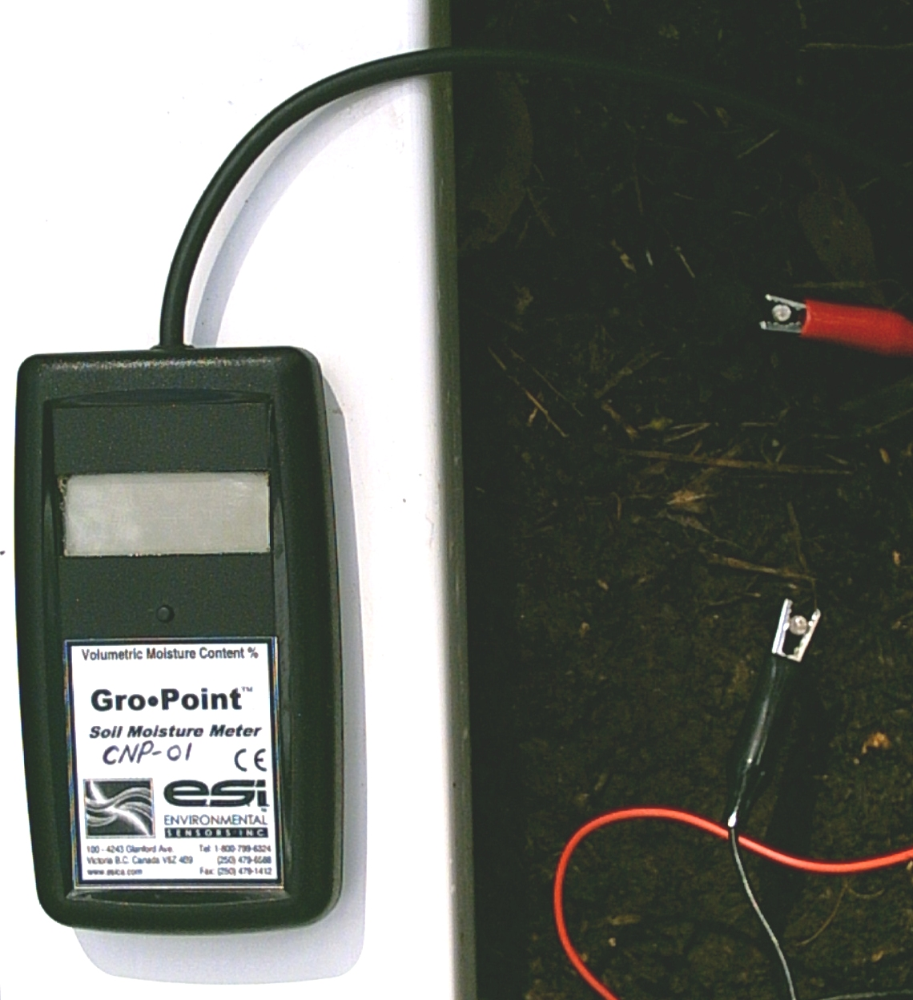 Volumetric Moisture Content %
Gro•Point™
Soil Moisture Meter
CNP-01
CE
esi™
ENVIRONMENTAL
SENSORS INC
100 - 4243 Glanford Ave. Tel: 1-800-799-6324
Victoria B.C. Canada V8Z 4B9 (250) 479-6588
www.esica.com Fax: (250) 479-1412